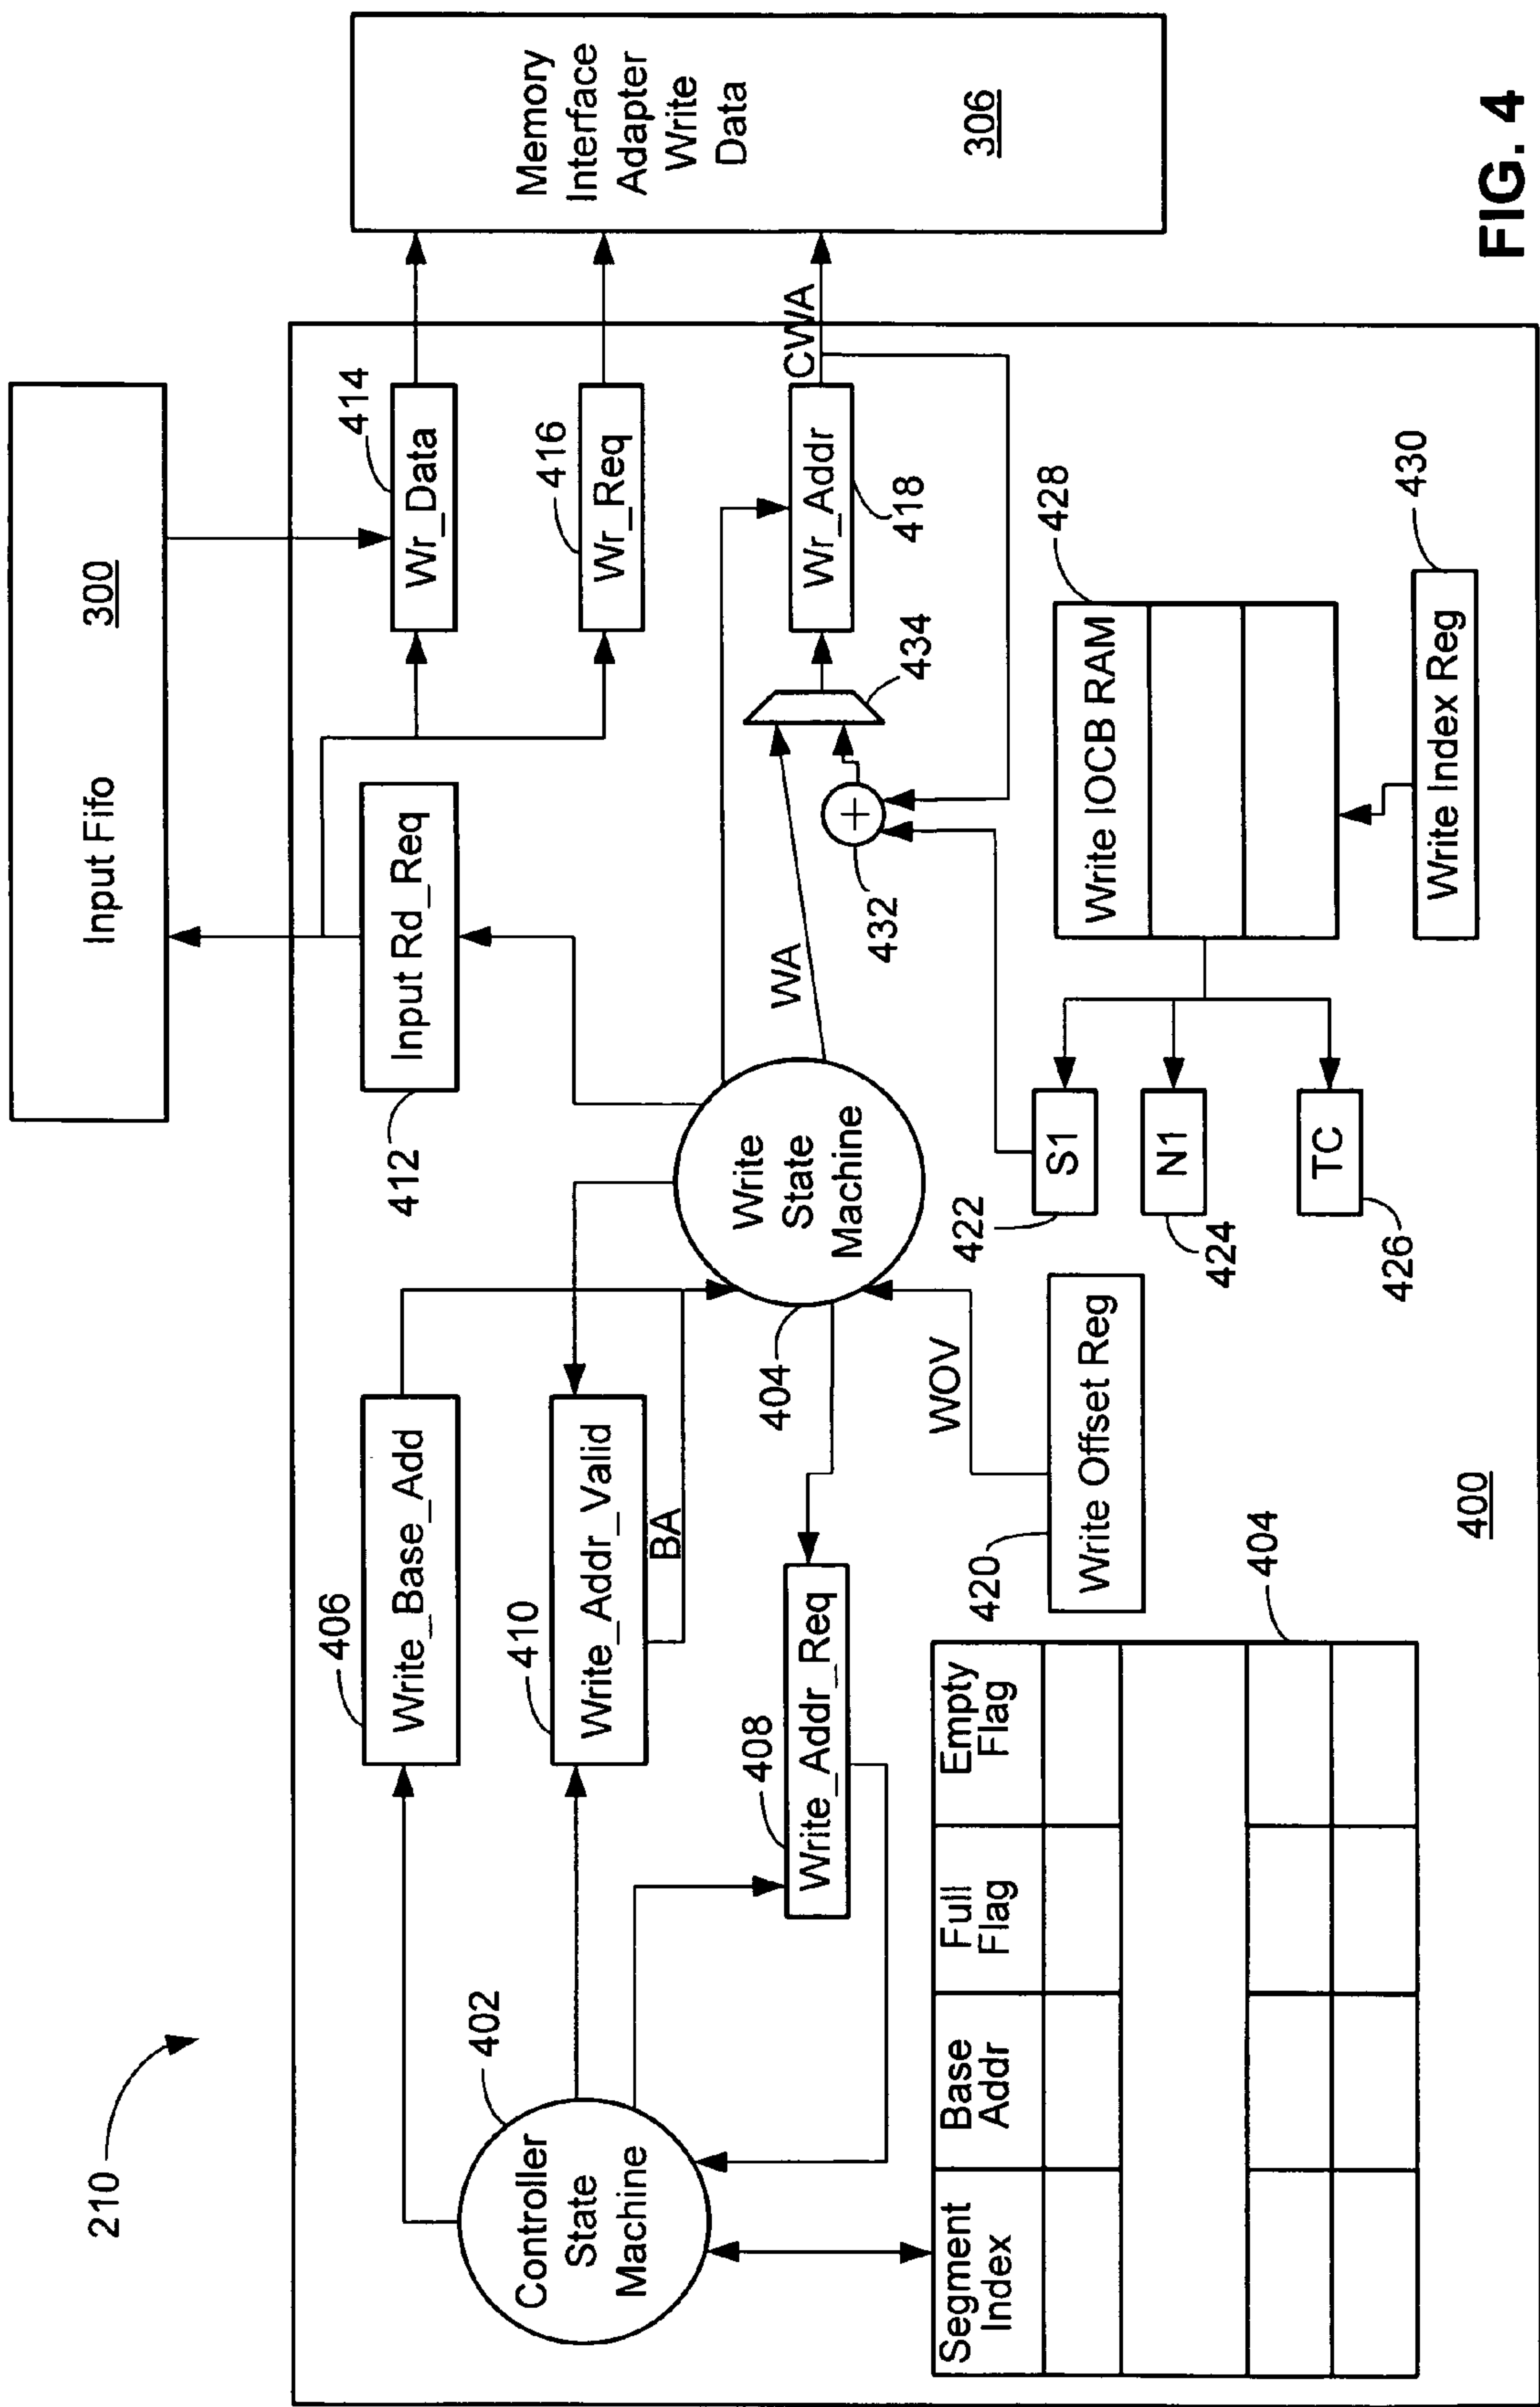 210
Input Fifo
300
Memory
Interface
Adapter
Write
Data
306
402
Controller
State
Machine
406
Write_Base_Add
410
Write_Addr_Valid
BA
408
Write_Addr_Req
412
Input Rd_Req
414
Wr_Data
416
Wr_Req
Wr_Addr
418
CWA
Write
State
Machine
404
WA
434
+
432
WOV
420
Write Offset Reg
S1
422
N1
424
TC
426
Write IOCB RAM
428
Write Index Reg
430
Segment
Index
Base
Addr
Full
Flag
Empty
Flag
404
400
FIG. 4